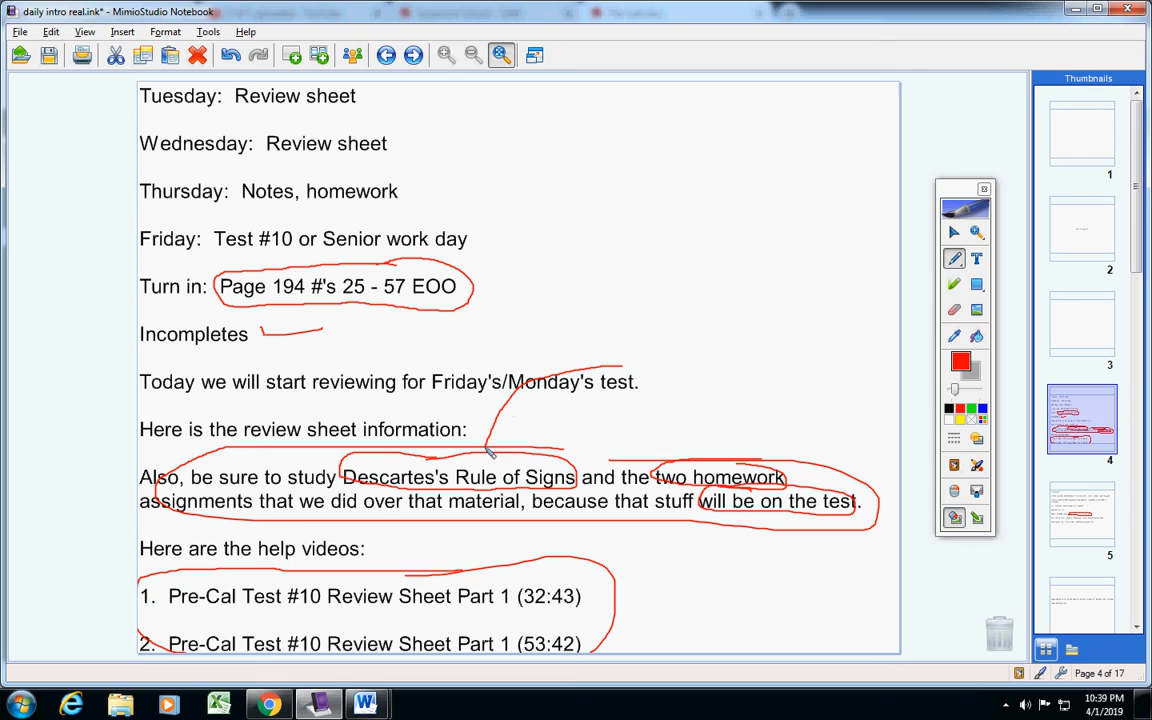 daily intro real.ink* - MimioStudio Notebook
File Edit View Insert Format Tools Help
Tuesday: Review sheet
Wednesday: Review sheet
Thursday: Notes, homework
Friday: Test #10 or Senior work day
Turn in: Page 194 #'s 25 - 57 EOO
Incompletes
Today we will start reviewing for Friday's/Monday's test.
Here is the review sheet information:
Also, be sure to study Descartes's Rule of Signs and the two homework
assignments that we did over that material, because that stuff will be on the test.
Here are the help videos:
1. Pre-Cal Test #10 Review Sheet Part 1 (32:43)
2. Pre-Cal Test #10 Review Sheet Part 1 (53:42)
Thumbnails
1
2
3
4
5
Page 4 of 17
10:39 PM
4/1/2019